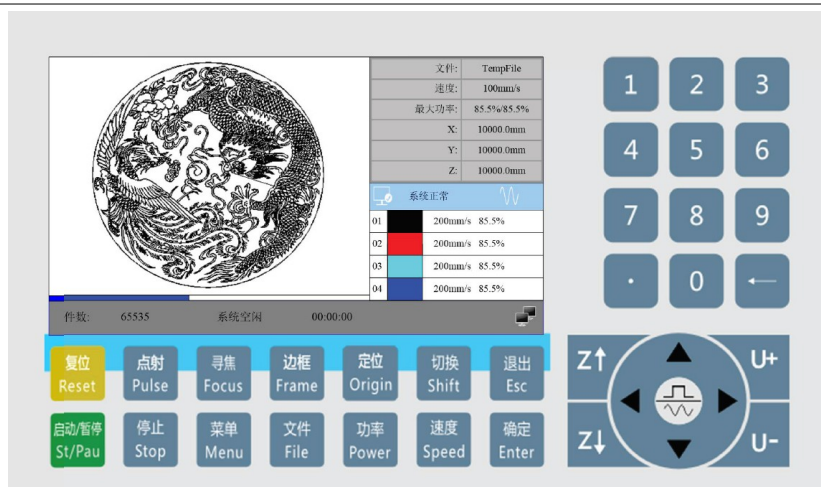 文件: TempFile
速度: 100mm/s
最大功率: 85.5%/85.5%
X: 10000.0mm
Y: 10000.0mm
Z: 10000.0mm
系统正常
01 200mm/s 85.5%
02 200mm/s 85.5%
03 200mm/s 85.5%
04 200mm/s 85.5%
件数: 65535 系统空闲 00:00:00
1 2 3
4 5 6
7 8 9
· 0 ←
复位 点射 寻焦 边框 定位 切换 退出
Reset Pulse Focus Frame Origin Shift Esc
启动/暂停 停止 菜单 文件 功率 速度 确定
St/Pau Stop Menu File Power Speed Enter
Z↑ U+
Z↓ U-